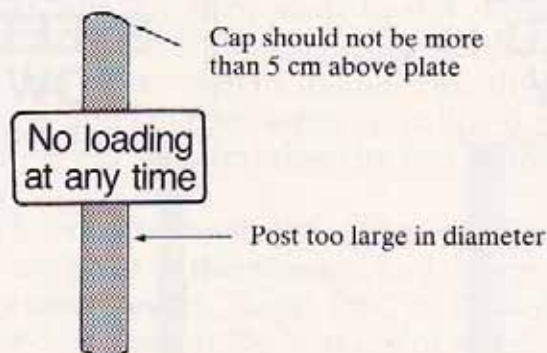 Cap should not be more
than 5 cm above plate
No loading
at any time
Post too large in diameter